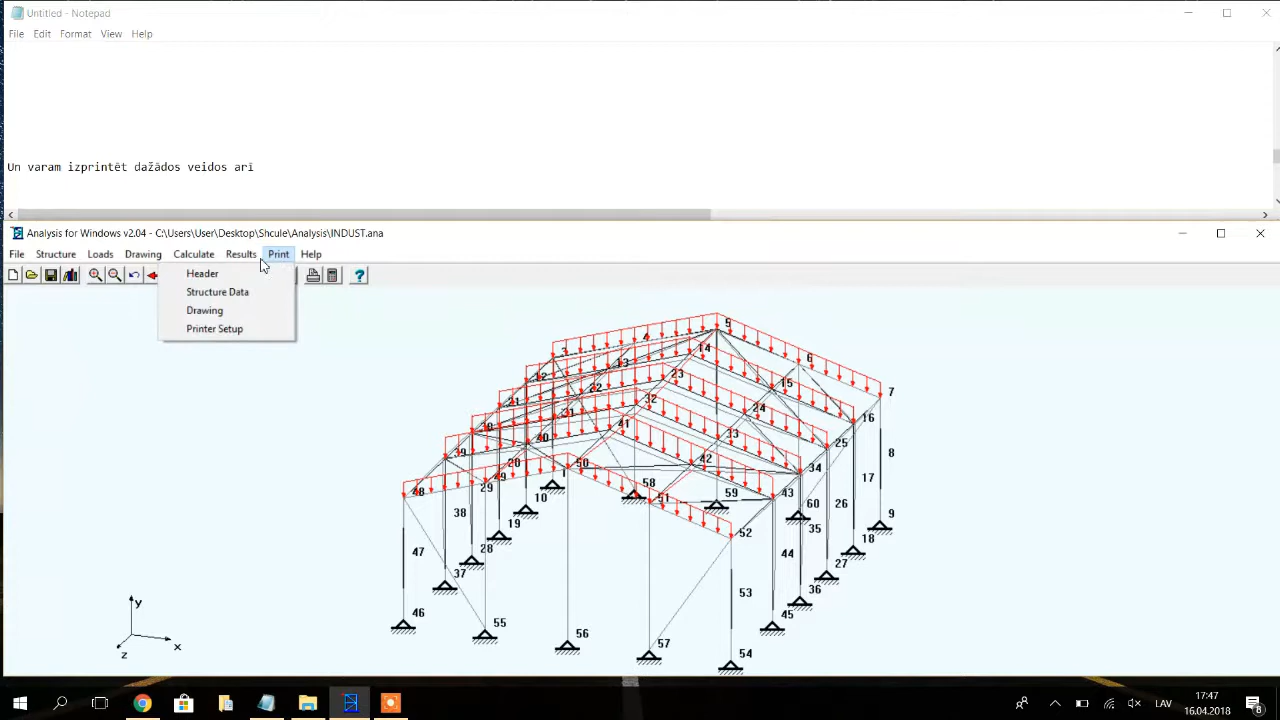 Untitled - Notepad
File Edit Format View Help
Un varam izprintēt dažādos veidos arī
Analysis for Windows v2.04 - C:\Users\User\Desktop\Shcule\Analysis\INDUST.ana
File Structure Loads Drawing Calculate Results Print Help
Header
Structure Data
Drawing
Printer Setup
5
3 4
14 6
12 13
23 15 7
21 22
32 24 16
30 31
41 33 25
39 40
20 50 42 34 8
48 29 49 1 58 59 43 17
10 51 60 26 9
38 19 52 35
47 28 44 27 18
37 53 36
46 55 56 57 45
54
y
x
z
LAV
17:47
16.04.2018
8